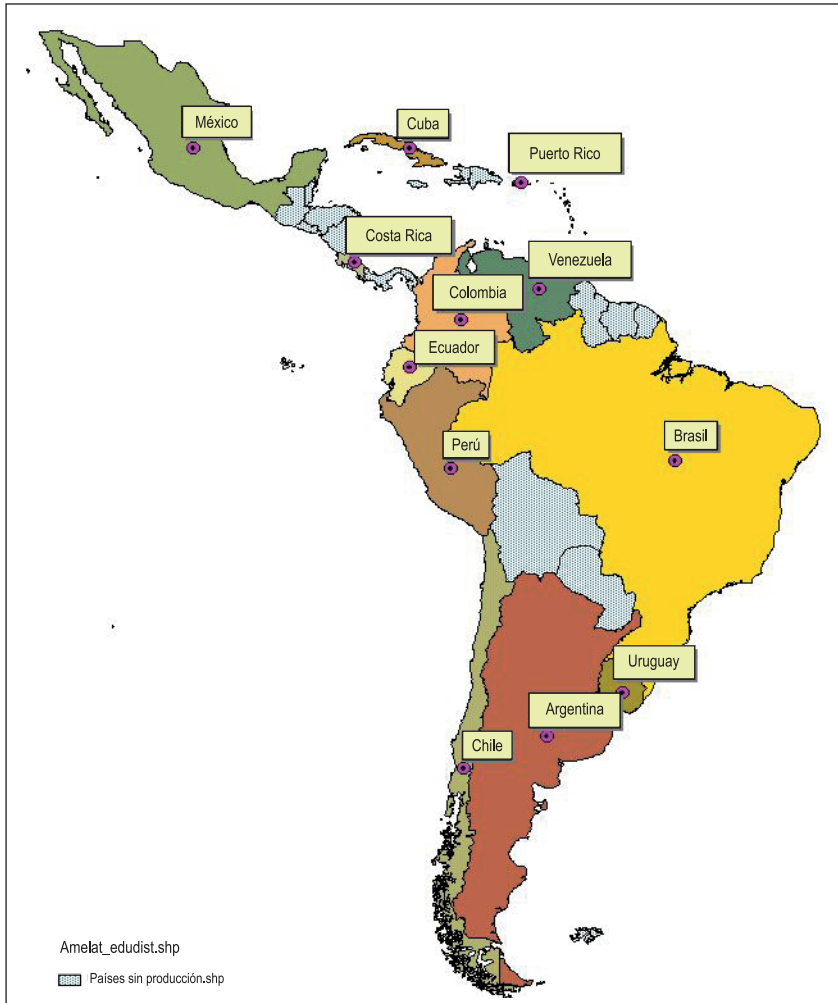 México
Cuba
Puerto Rico
Costa Rica
Venezuela
Colombia
Ecuador
Perú
Brasil
Uruguay
Argentina
Chile
Amelat_edudist.shp
Países sin producción.shp